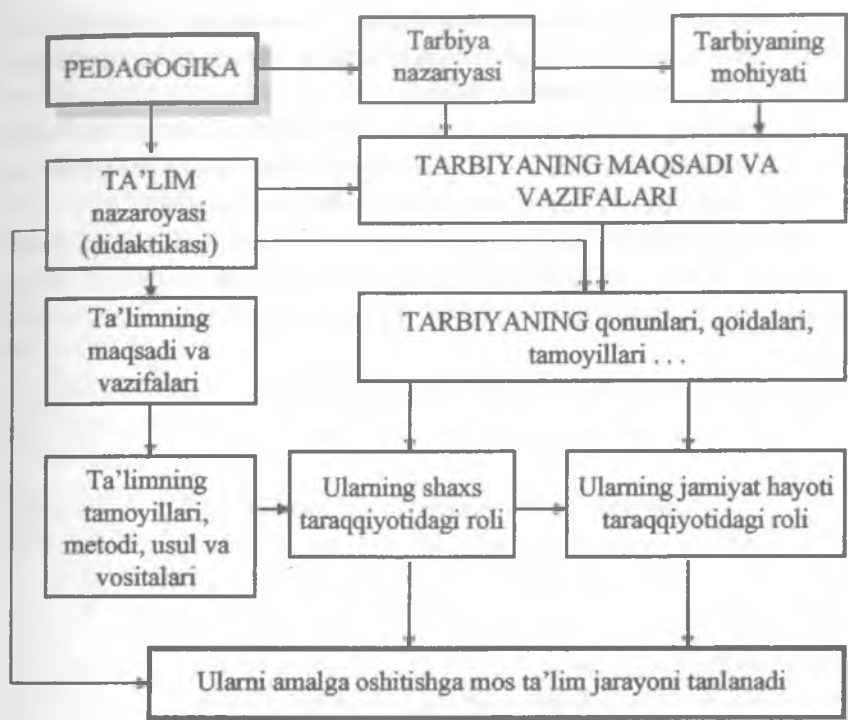 PEDAGOGIKA
Tarbiya
nazariyasi
Tarbiyaning
mohiyati
TA'LIM
nazaroyasi
(didaktikasi)
TARBIYANING MAQSADI VA
VAZIFALARI
Ta'limning
maqsadi va
vazifalari
TARBIYANING qonunlari, qoidalari,
tamoyillari . . .
Ta'limning
tamoyillari,
metodi, usul va
vositalari
Ularning shaxs
taraqqiyotidagi roli
Ularning jamiyat hayoti
taraqqiyotidagi roli
Ularni amalga oshitishga mos ta'lim jarayoni tanlanadi